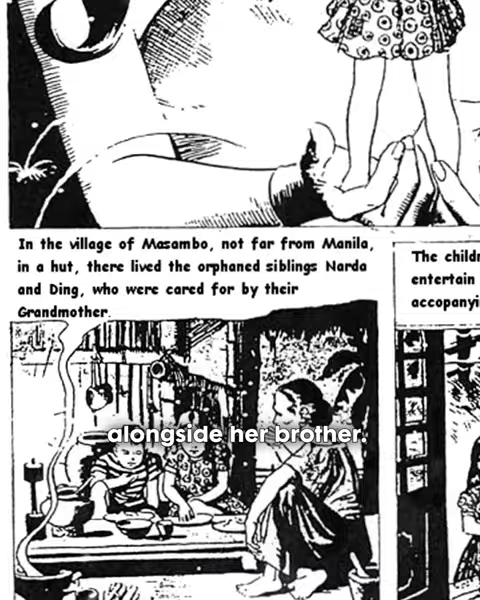 In the village of Masambo, not far from Manila,
in a hut, there lived the orphaned siblings Narda
and Ding, who were cared for by their
Grandmother.
The childr
entertain
accopanyi
alongside her brother.